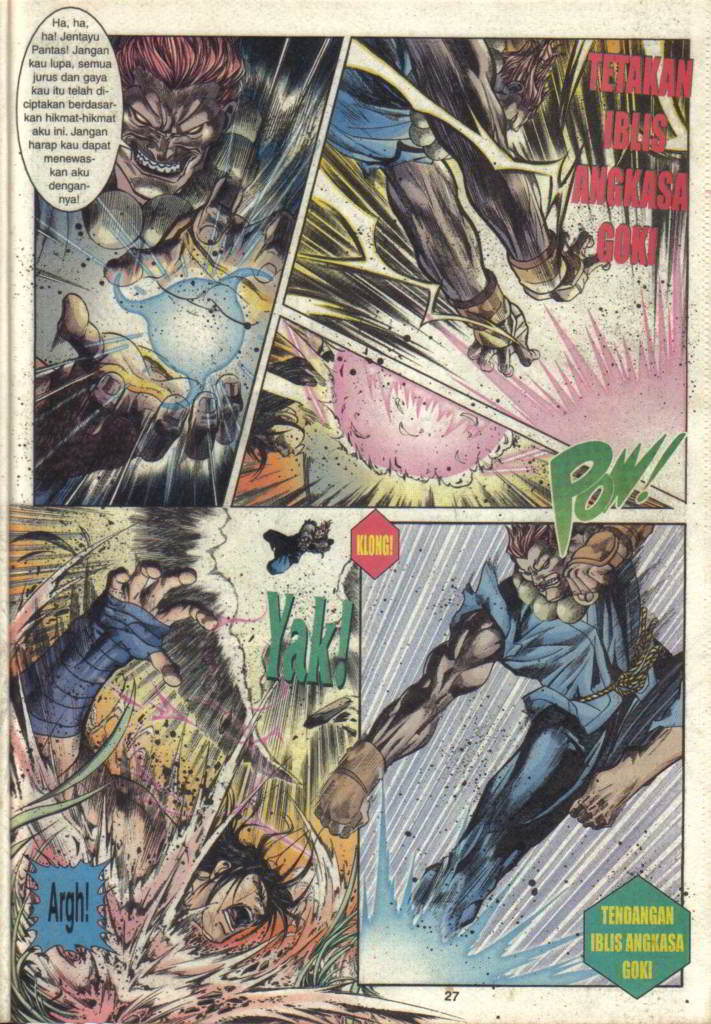 Ha, ha,
ha! Jentayu
Pantas! Jangan
kau lupa, semua
jurus dan gaya
kau itu telah di-
ciptakan berdasar-
kan hikmat-hikmat
aku ini. Jangan
harap kau dapat
menewas-
kan aku
dengan-
nya!
TETAKAN
IBLIS
ANGKASA
GOKI
POW!
KLONG!
Yak!
Argh!
TENDANGAN
IBLIS ANGKASA
GOKI
27